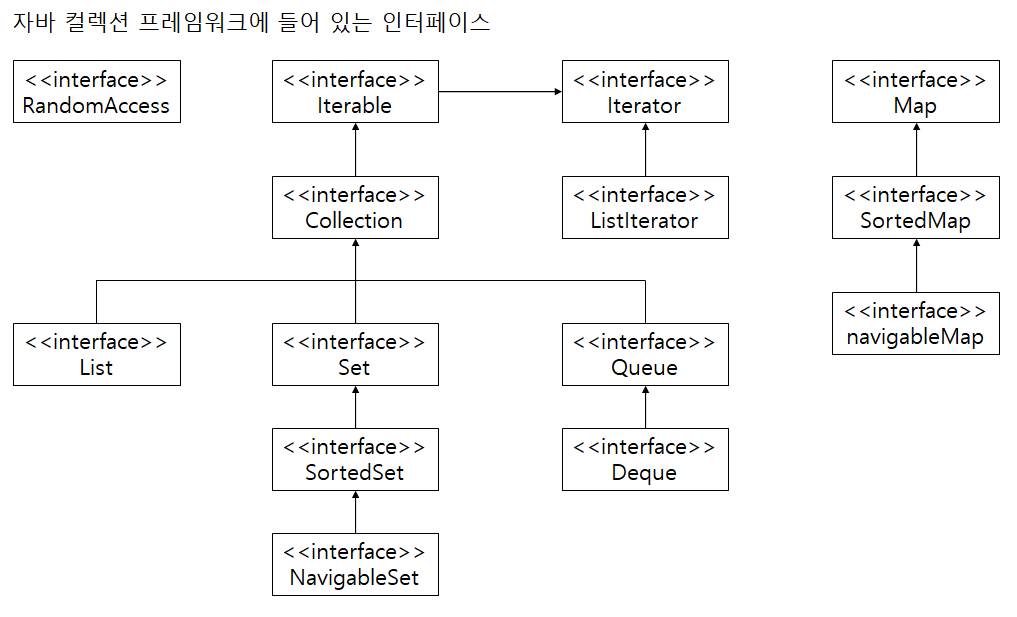 자바 컬렉션 프레임워크에 들어 있는 인터페이스
<<interface>>
RandomAccess
<<interface>>
Iterable
<<interface>>
Iterator
<<interface>>
Map
<<interface>>
Collection
<<interface>>
ListIterator
<<interface>>
SortedMap
<<interface>>
navigableMap
<<interface>>
List
<<interface>>
Set
<<interface>>
Queue
<<interface>>
SortedSet
<<interface>>
Deque
<<interface>>
NavigableSet